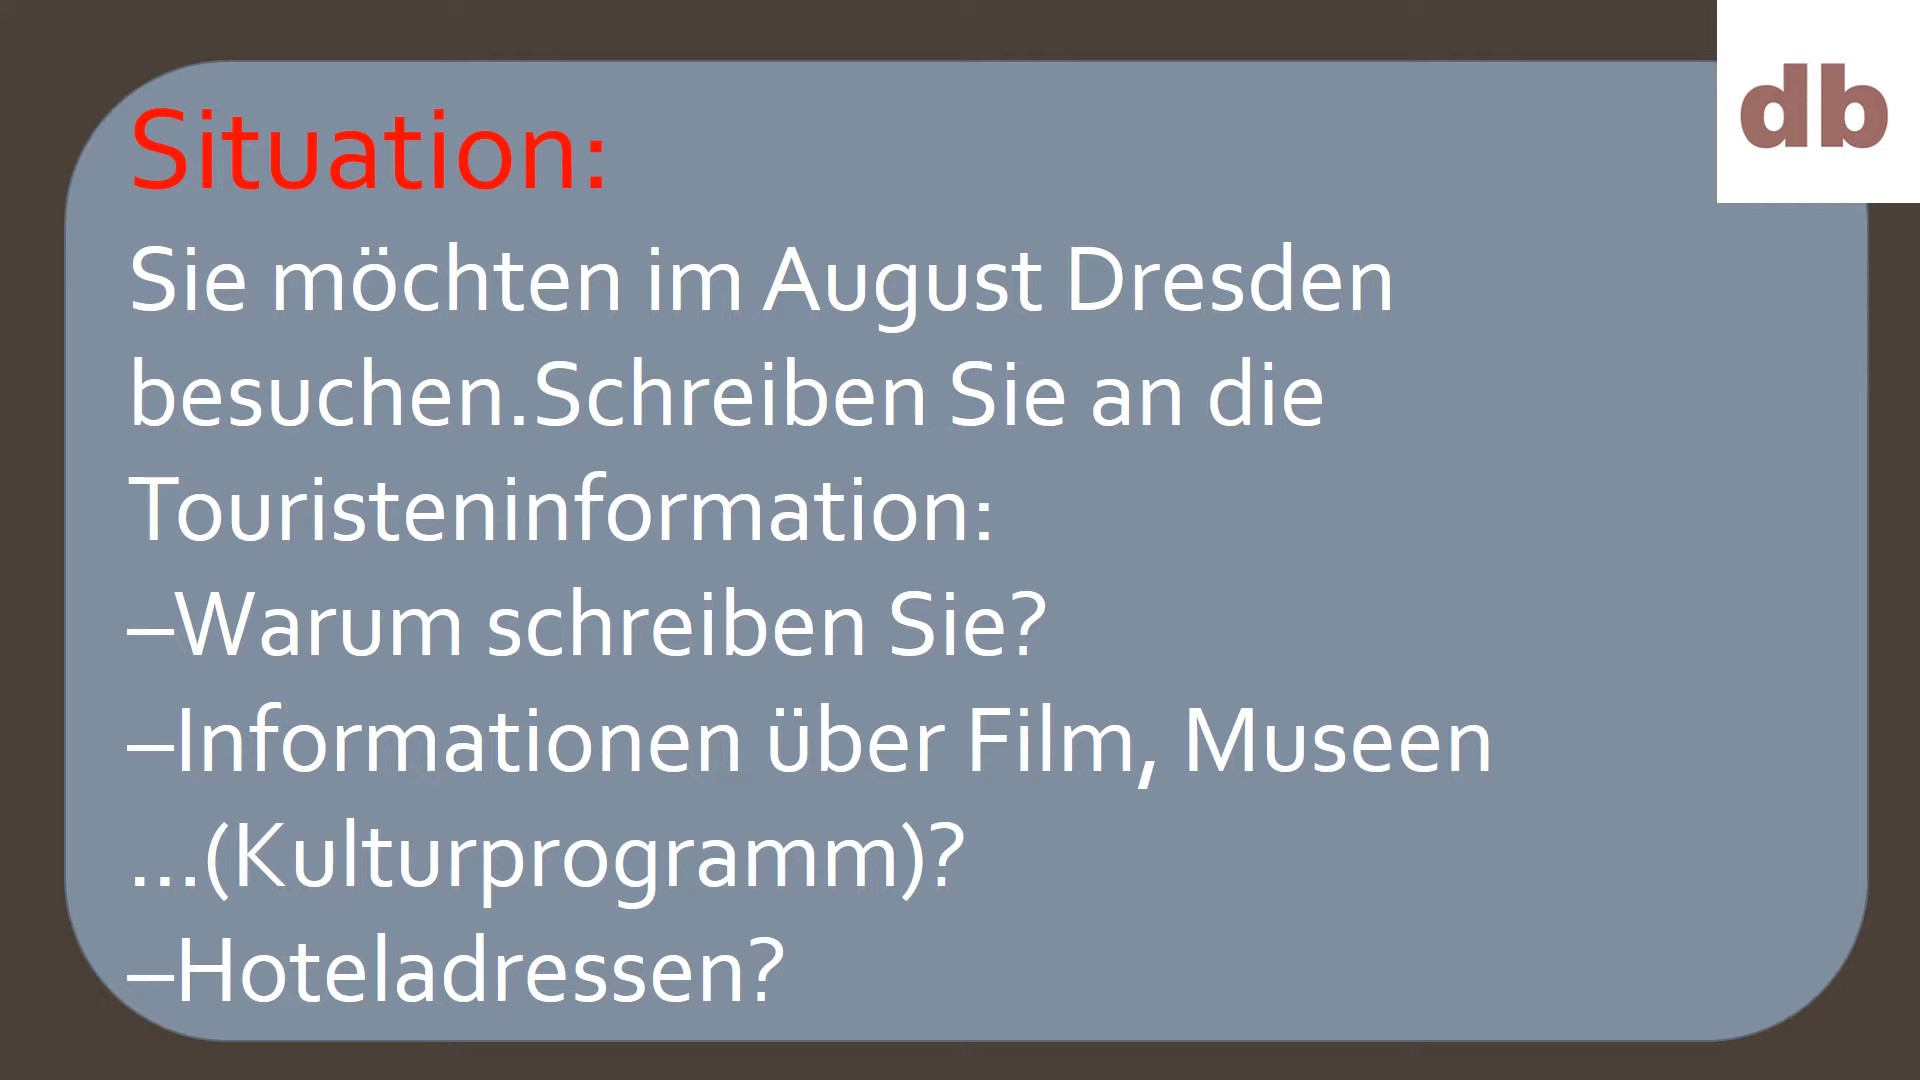 db
Situation:
Sie möchten im August Dresden
besuchen.Schreiben Sie an die
Touristeninformation:
–Warum schreiben Sie?
–Informationen über Film, Museen
...(Kulturprogramm)?
–Hoteladressen?